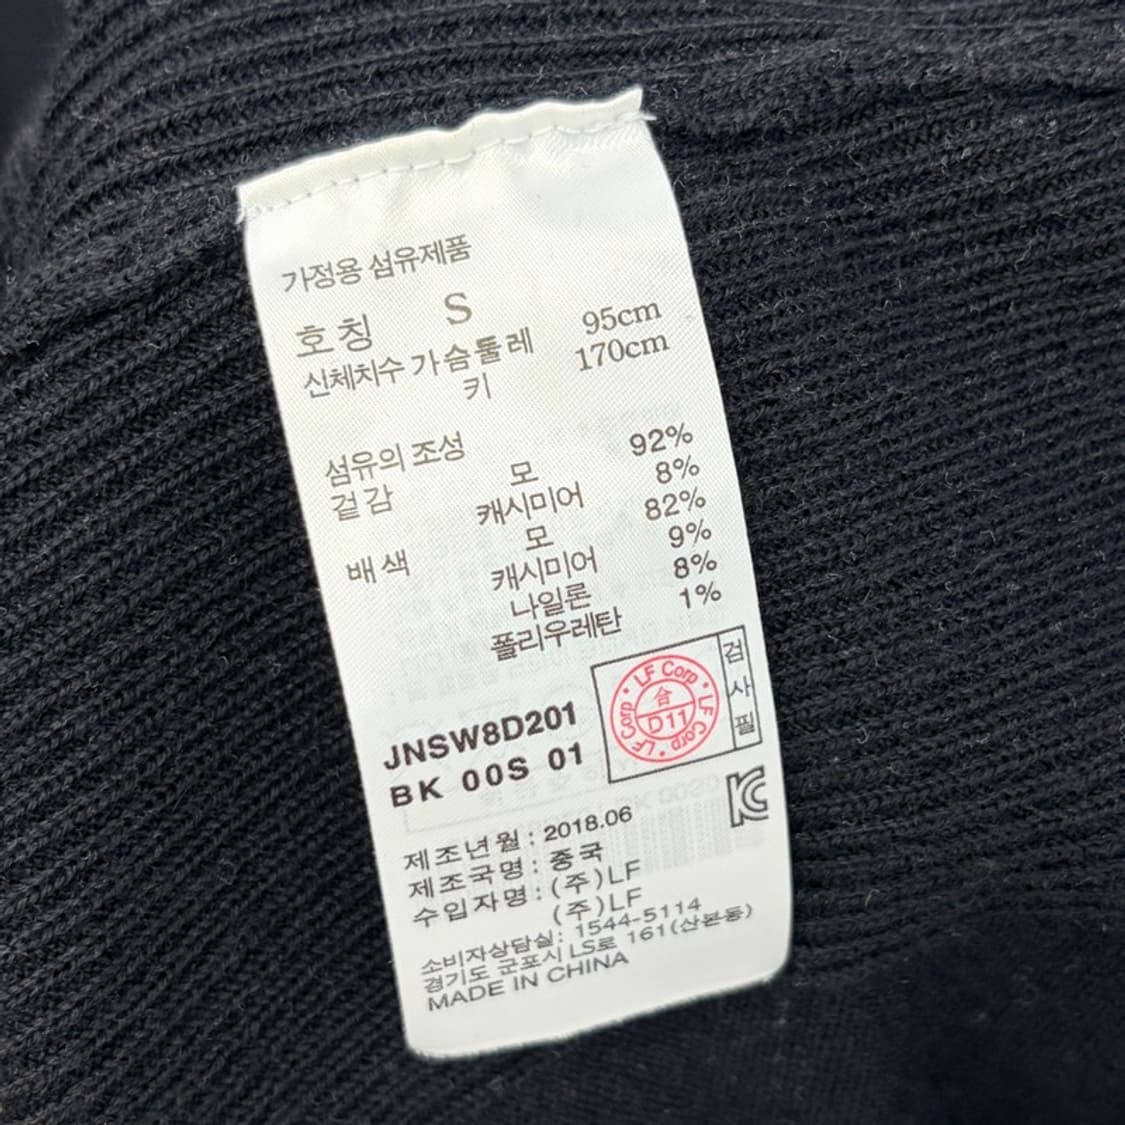 가정용 섬유제품
호칭 S
신체치수 가슴둘레 95cm
키 170cm
섬유의 조성
겉감 모 92%
캐시미어 8%
배색 모 82%
캐시미어 9%
나일론 8%
폴리우레탄 1%
JNSW8D201
BK 00S 01
LF Corp · LF Corp · LF Corp
合
D11
검사필
KC
제조년월 : 2018.06
제조국명 : 중국
수입자명 : (주)LF
(주)LF
소비자상담실: 1544-5114
경기도 군포시 LS로 161(산본동)
MADE IN CHINA